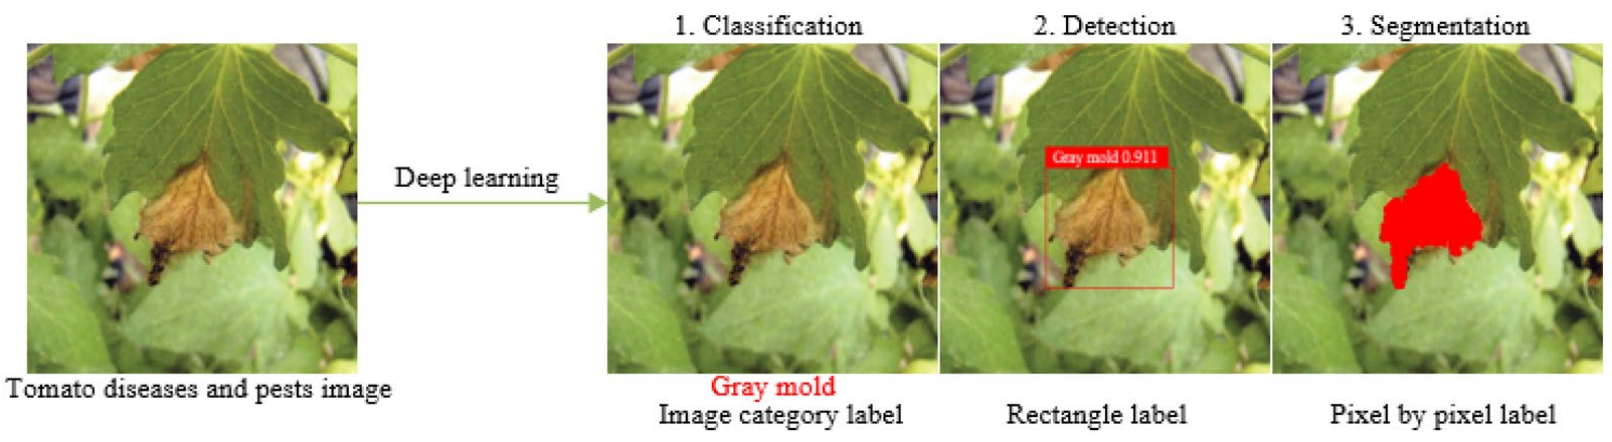 1. Classification
2. Detection
3. Segmentation
Gray mold 0.911
Deep learning
Tomato diseases and pests image
Gray mold
Image category label
Rectangle label
Pixel by pixel label